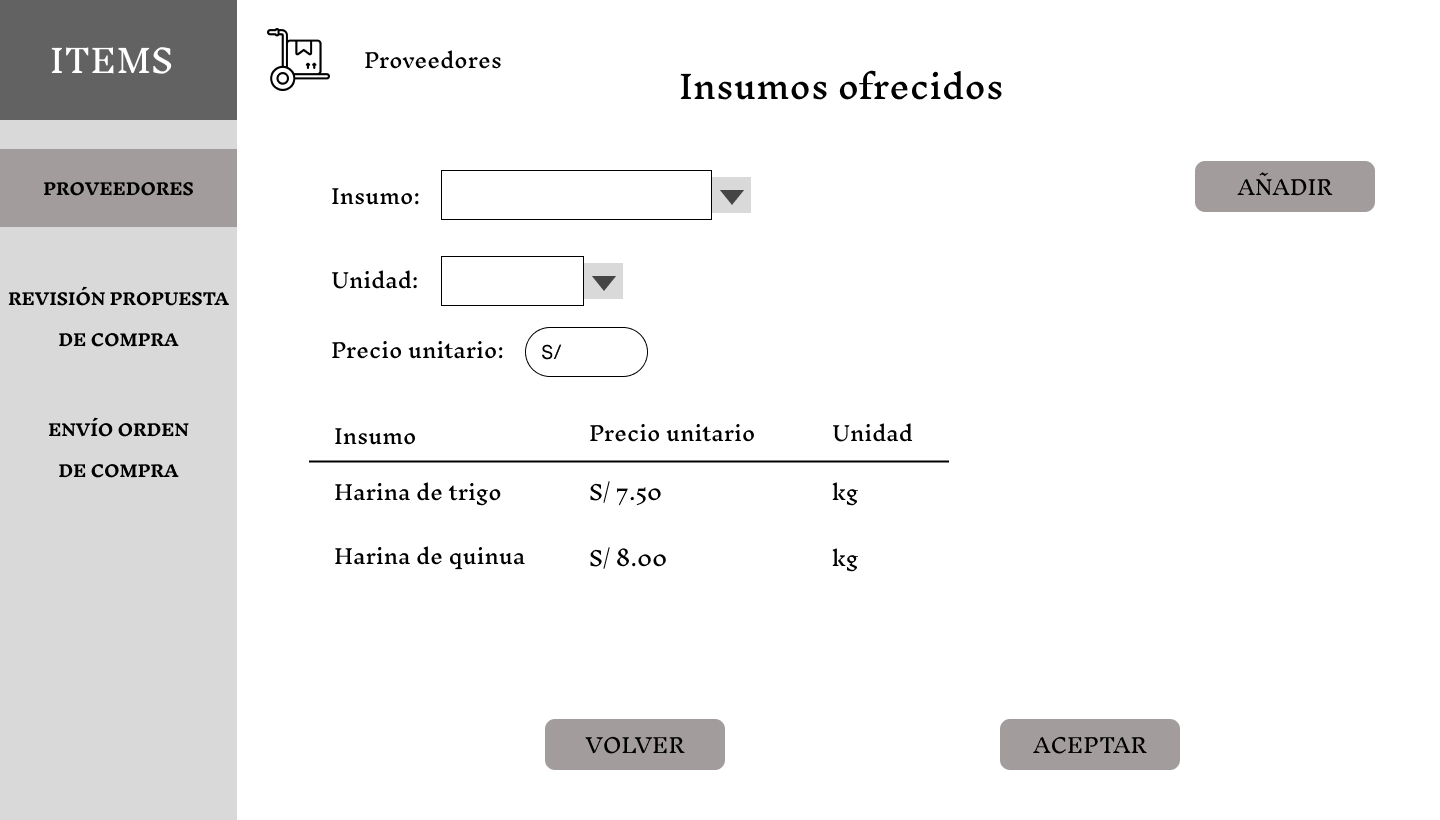 ITEMS
PROVEEDORES
REVISIÓN PROPUESTA
DE COMPRA
ENVÍO ORDEN
DE COMPRA
Proveedores
Insumos ofrecidos
Insumo:
AÑADIR
Unidad:
Precio unitario: S/
Insumo Precio unitario Unidad
Harina de trigo S/ 7.50 kg
Harina de quinua S/ 8.00 kg
VOLVER ACEPTAR